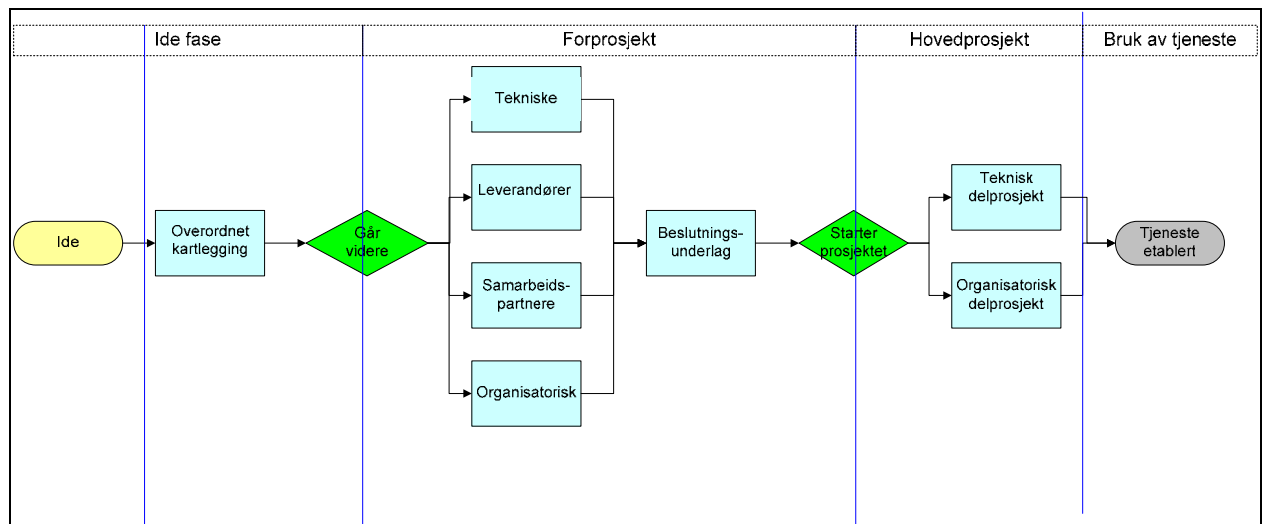 Ide fase
Forprosjekt
Hovedprosjekt
Bruk av tjeneste
Ide
Overordnet
kartlegging
Går
videre
Tekniske
Leverandører
Samarbeids-
partnere
Organisatorisk
Beslutnings-
underlag
Starter
prosjektet
Teknisk
delprosjekt
Organisatorisk
delprosjekt
Tjeneste
etablert